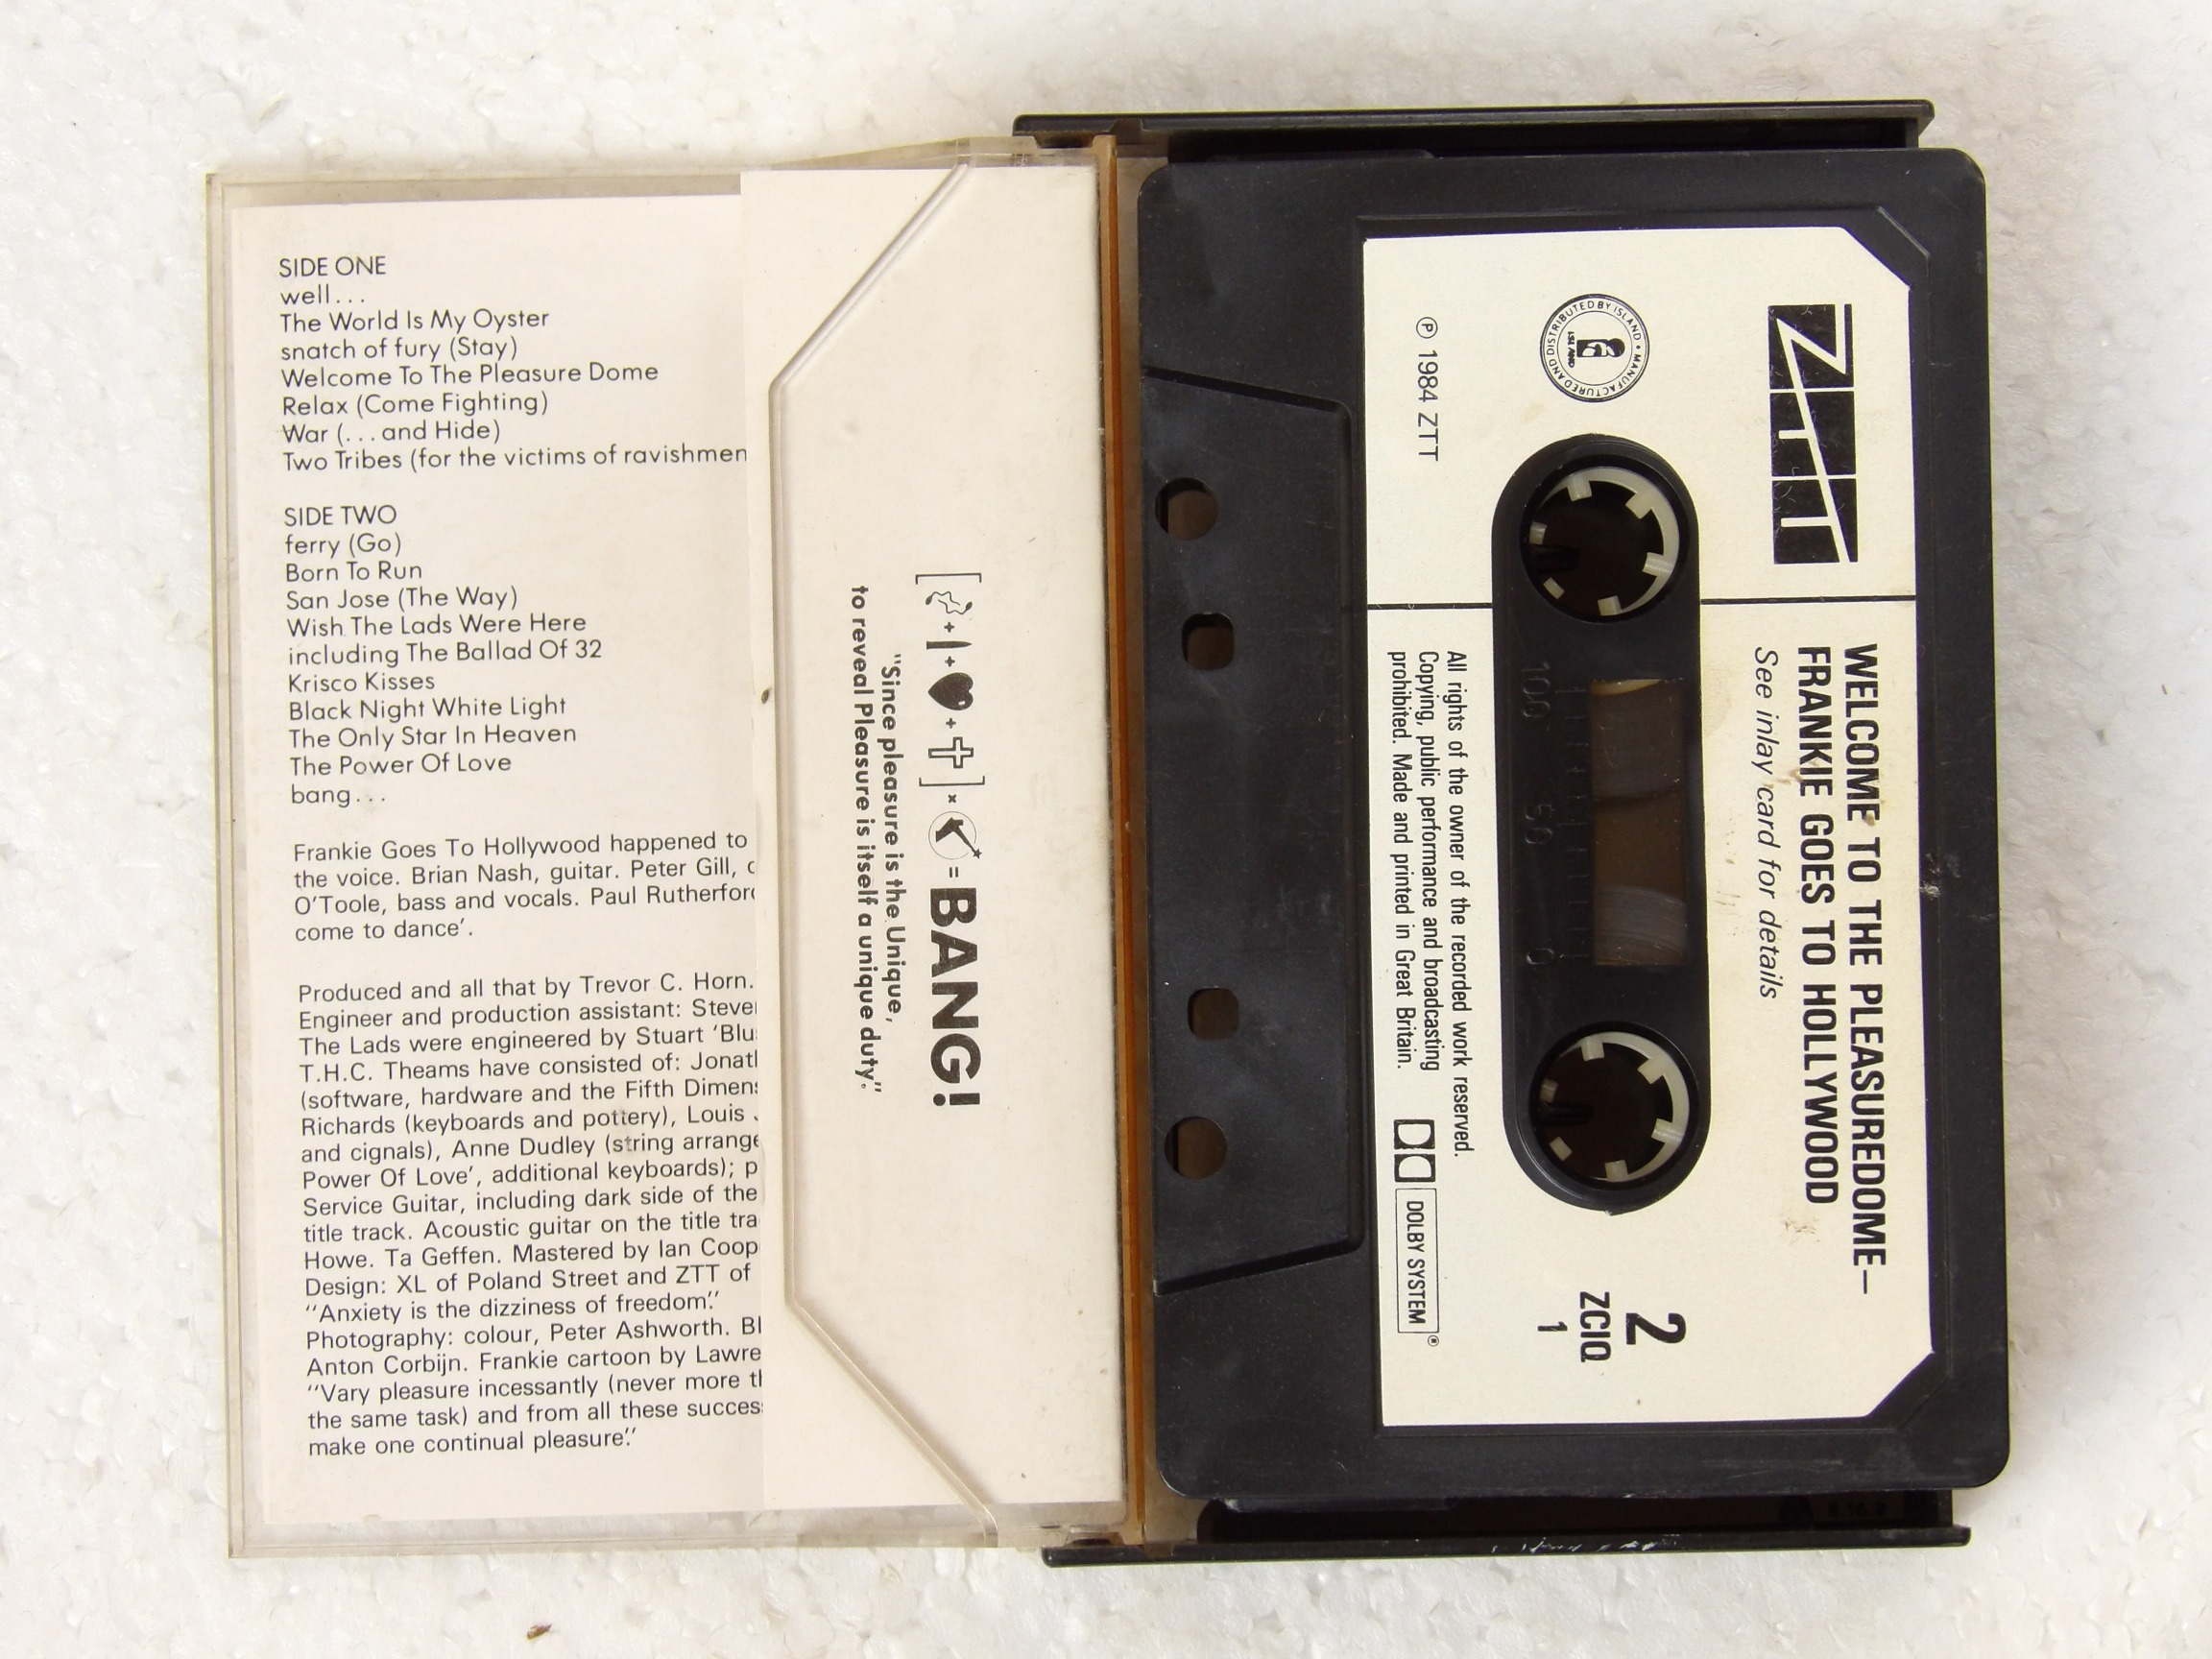 SIDE ONE
well...
The World Is My Oyster
snatch of fury (Stay)
Welcome To The Pleasure Dome
Relax (Come Fighting)
War (...and Hide)
Two Tribes (for the victims of ravishmen
SIDE TWO
ferry (Go)
Born To Run
San Jose (The Way)
Wish The Lads Were Here
including The Ballad Of 32
Krisco Kisses
Black Night White Light
The Only Star In Heaven
The Power Of Love
bang...
Frankie Goes To Hollywood happened to
the voice. Brian Nash, guitar. Peter Gill,
O'Toole, bass and vocals. Paul Rutherford
come to dance'.
Produced and all that by Trevor C. Horn.
Engineer and production assistant: Steve
The Lads were engineered by Stuart 'Blu
T.H.C. Theams have consisted of: Jonat
(software, hardware and the Fifth Dimen
Richards (keyboards and pottery), Louis
and cignals), Anne Dudley (string arrange
Power Of Love', additional keyboards); p
Service Guitar, including dark side of the
title track. Acoustic guitar on the title tra
Howe. Ta Geffen. Mastered by Ian Coop
Design: XL of Poland Street and ZTT of
"Anxiety is the dizziness of freedom."
Photography: colour, Peter Ashworth. Bl
Anton Corbijn. Frankie cartoon by Lawre
"Vary pleasure incessantly (never more t
the same task) and from all these succes
make one continual pleasure."
[ + + + ] × = BANG!
"Since pleasure is the Unique,
to reveal Pleasure is itself a unique duty."
ZTT
WELCOME TO THE PLEASUREDOME–
FRANKIE GOES TO HOLLYWOOD
See inlay card for details
2
ZCIQ
1
MANUFACTURED AND DISTRIBUTED BY ISLAND
ISLAND
100 50 0
℗ 1984 ZTT
All rights of the owner of the recorded work reserved.
Copying, public performance and broadcasting
prohibited. Made and printed in Great Britain.
DOLBY SYSTEM®